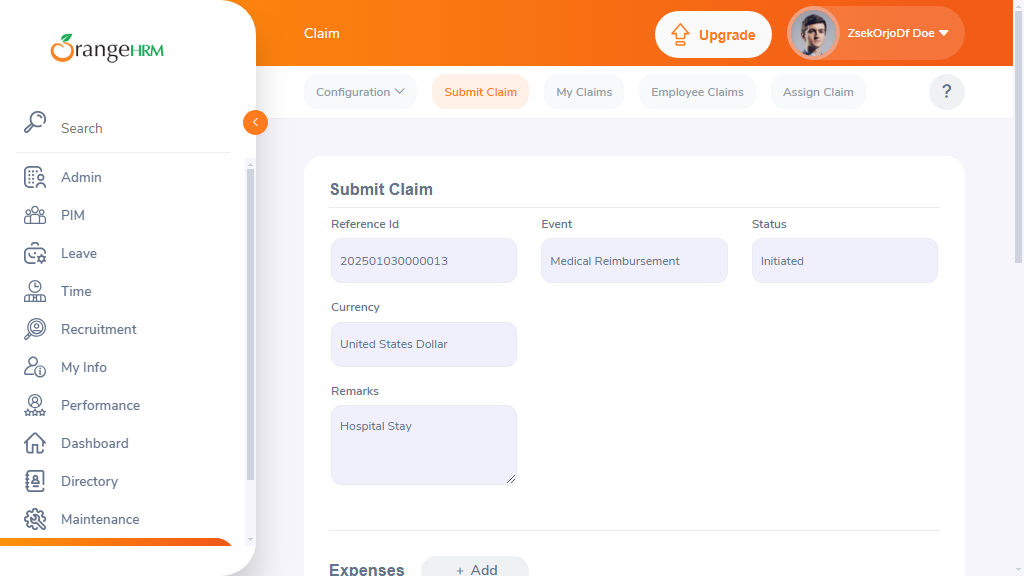 OrangeHRM
Search
Admin
PIM
Leave
Time
Recruitment
My Info
Performance
Dashboard
Directory
Maintenance
Claim
Upgrade
ZsekOrjoDf Doe
Configuration
Submit Claim
My Claims
Employee Claims
Assign Claim
?
Submit Claim
Reference Id
Event
Status
202501030000013
Medical Reimbursement
Initiated
Currency
United States Dollar
Remarks
Hospital Stay
Expenses
+ Add